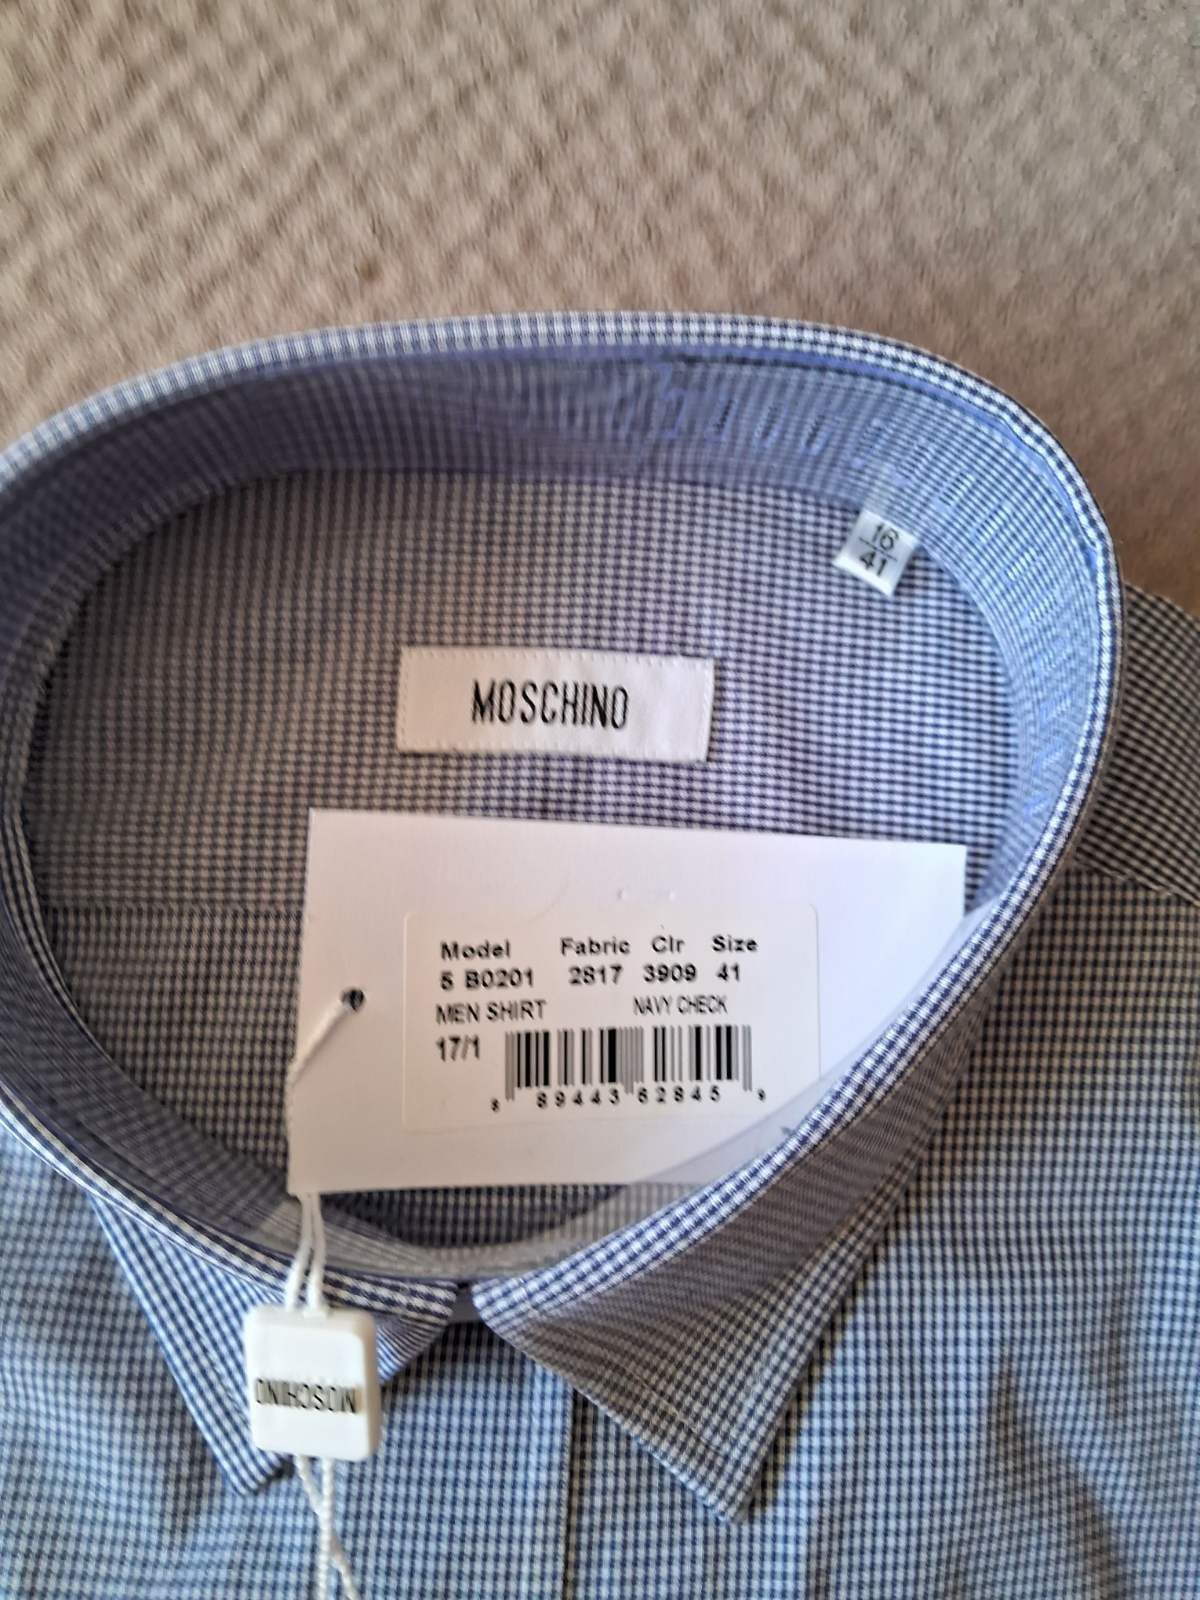 16
41
MOSCHINO
Model Fabric Clr Size
5 B0201 2817 3909 41
MEN SHIRT NAVY CHECK
17/1
8 89443 62845 9
MOSCHINO